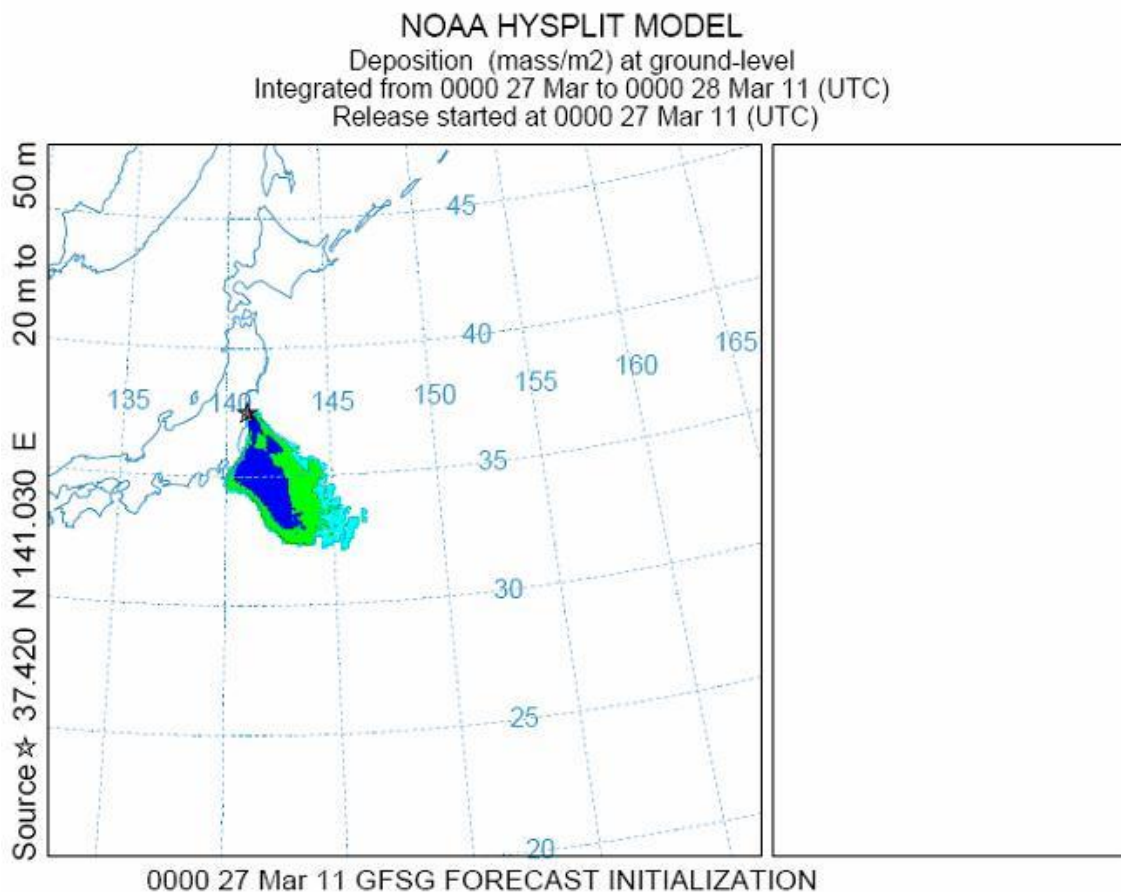 NOAA HYSPLIT MODEL
Deposition (mass/m2) at ground-level
Integrated from 0000 27 Mar to 0000 28 Mar 11 (UTC)
Release started at 0000 27 Mar 11 (UTC)
Source ☆ 37.420 N 141.030 E 20 m to 50 m
45
40
165
160
155
150
145
140
135
35
30
25
20
0000 27 Mar 11 GFSG FORECAST INITIALIZATION